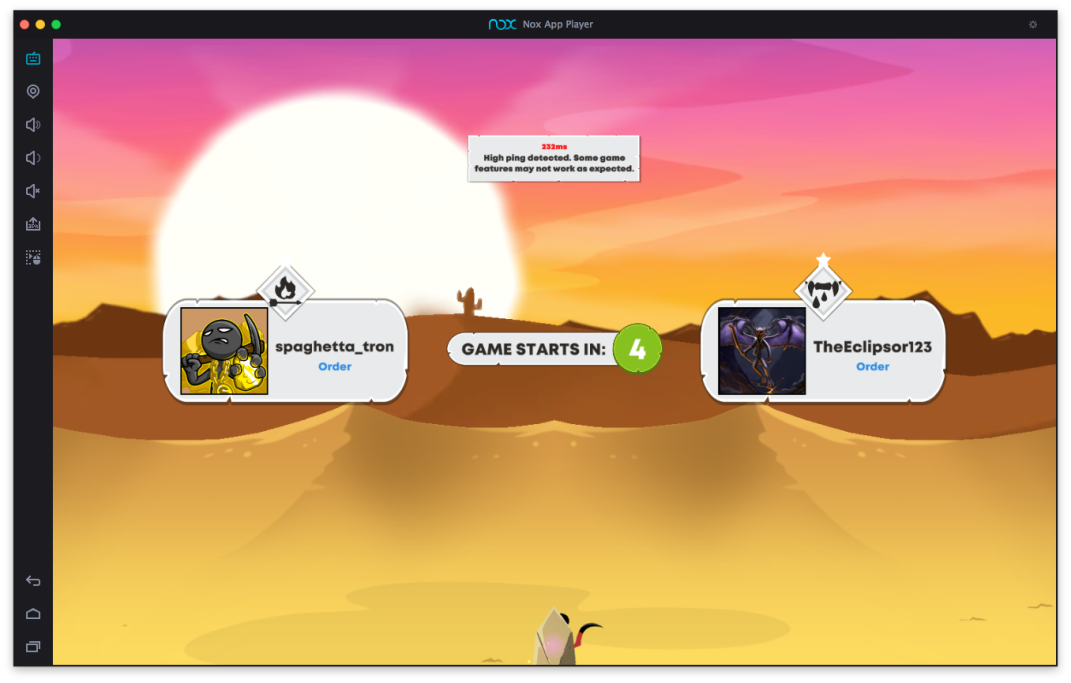 nox Nox App Player
232ms
High ping detected. Some game
features may not work as expected.
spaghetta_tron
Order
GAME STARTS IN: 4
TheEclipsor123
Order